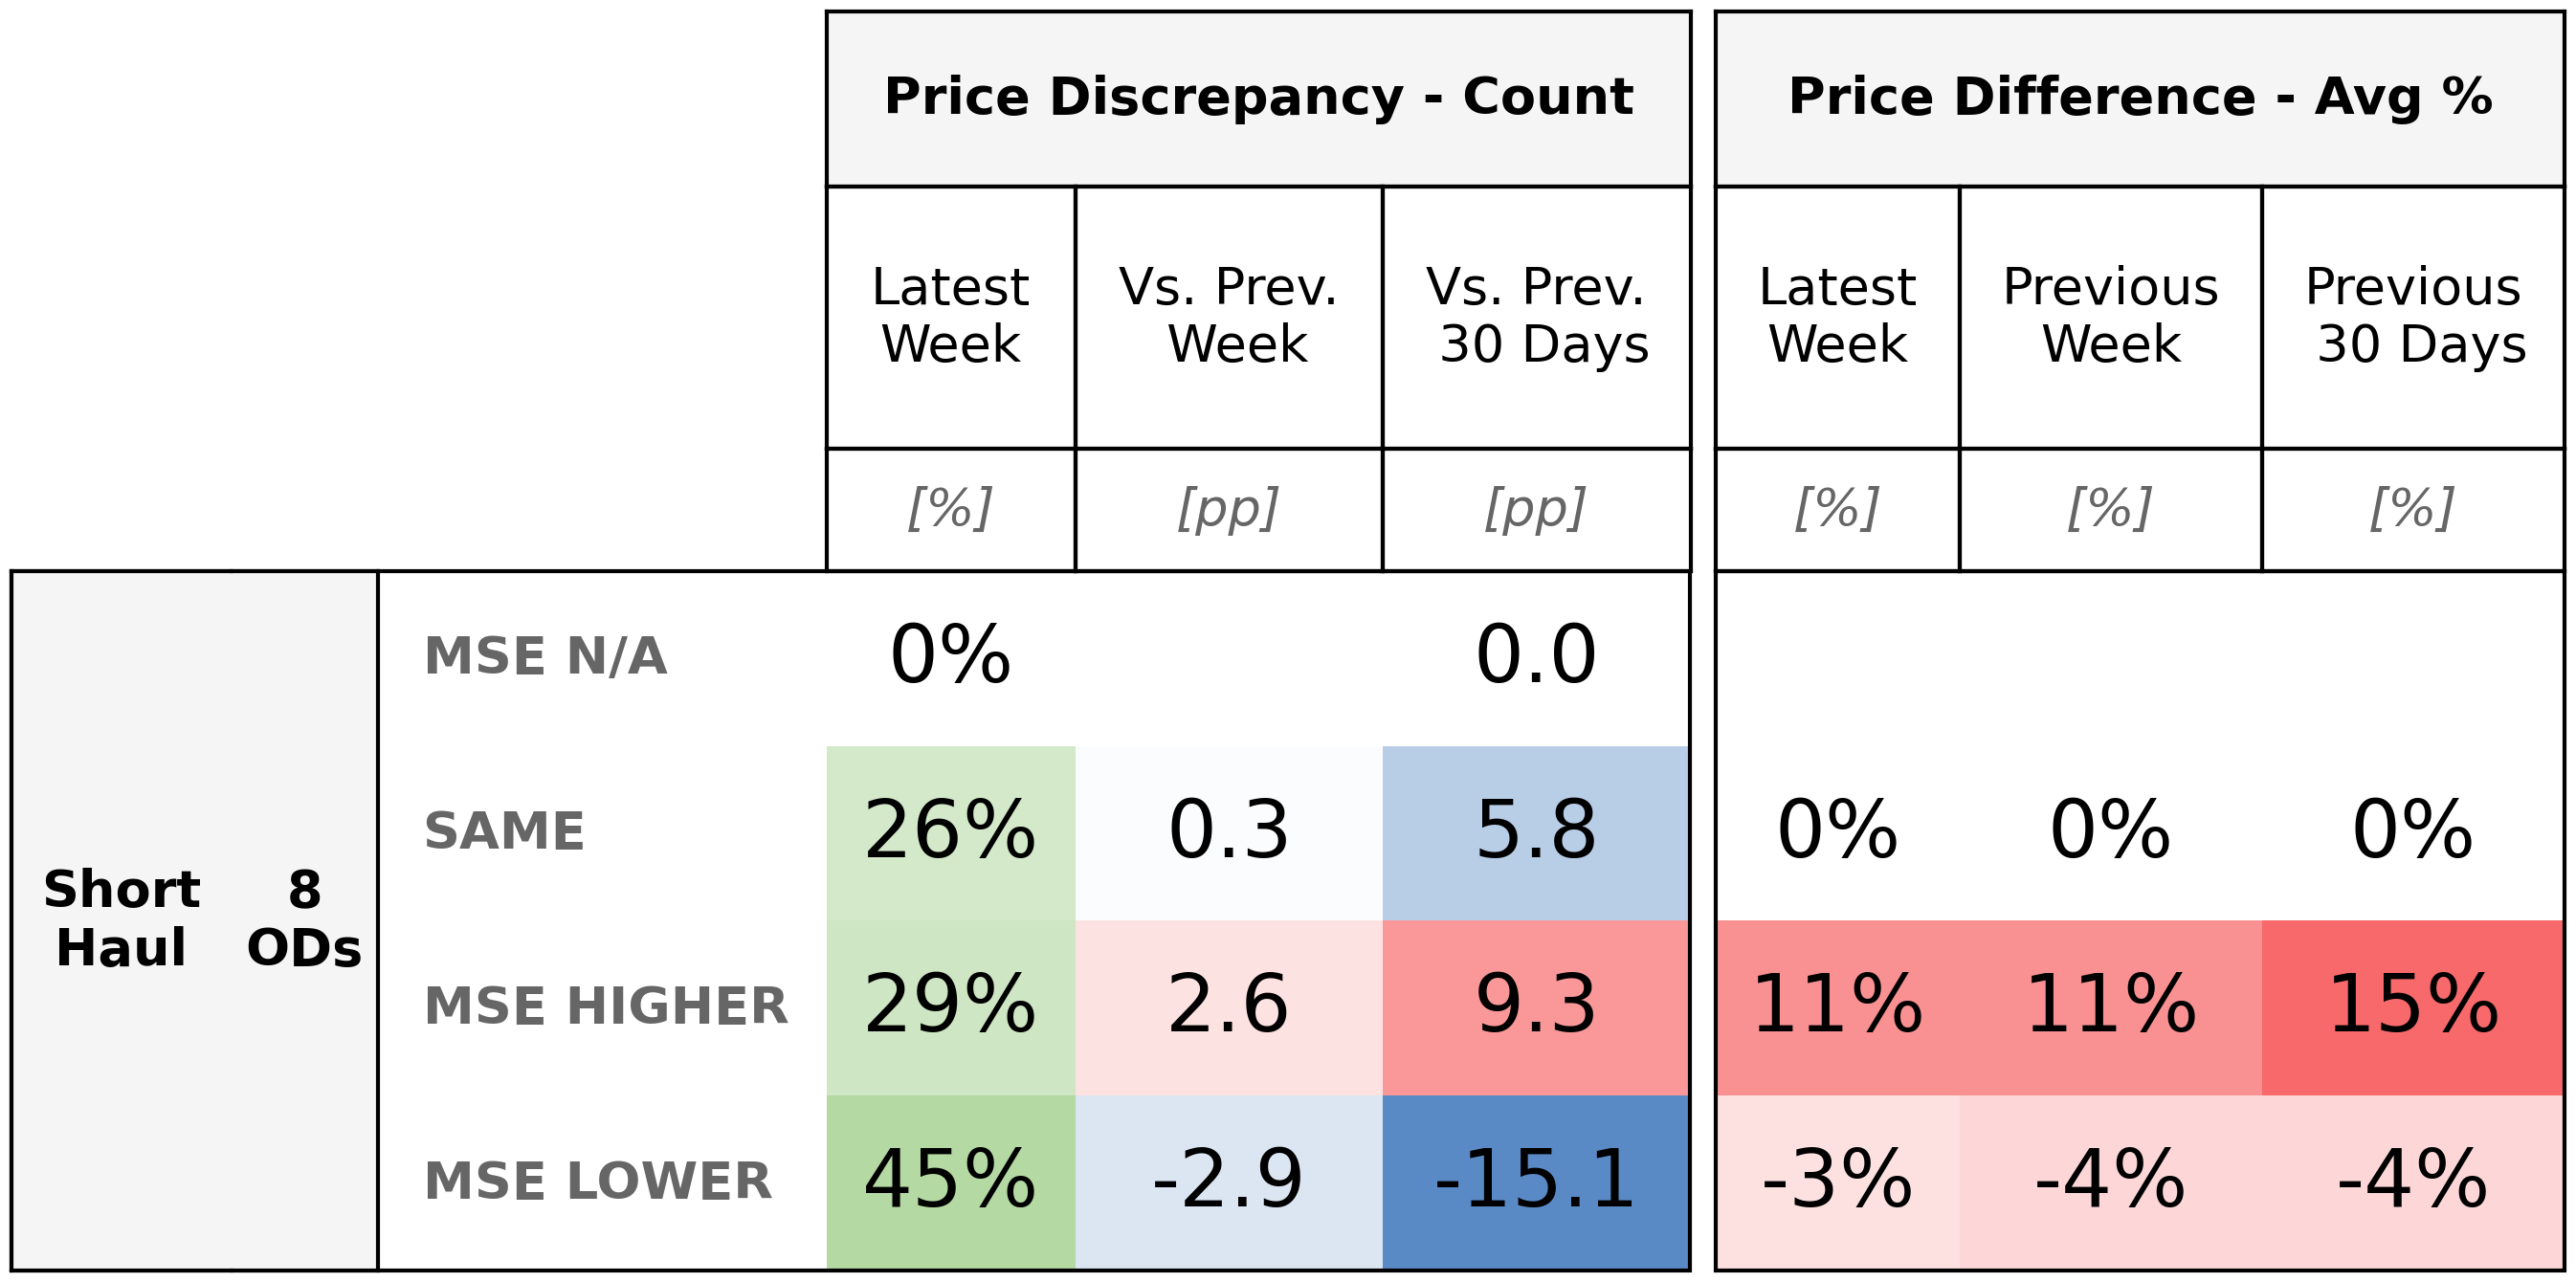 Price Discrepancy - Count Price Difference - Avg %
Latest Week Vs. Prev. Week Vs. Prev. 30 Days Latest Week Previous Week Previous 30 Days
[%] [pp] [pp] [%] [%] [%]
Short Haul 8 ODs
MSE N/A 0% 0.0
SAME 26% 0.3 5.8 0% 0% 0%
MSE HIGHER 29% 2.6 9.3 11% 11% 15%
MSE LOWER 45% -2.9 -15.1 -3% -4% -4%